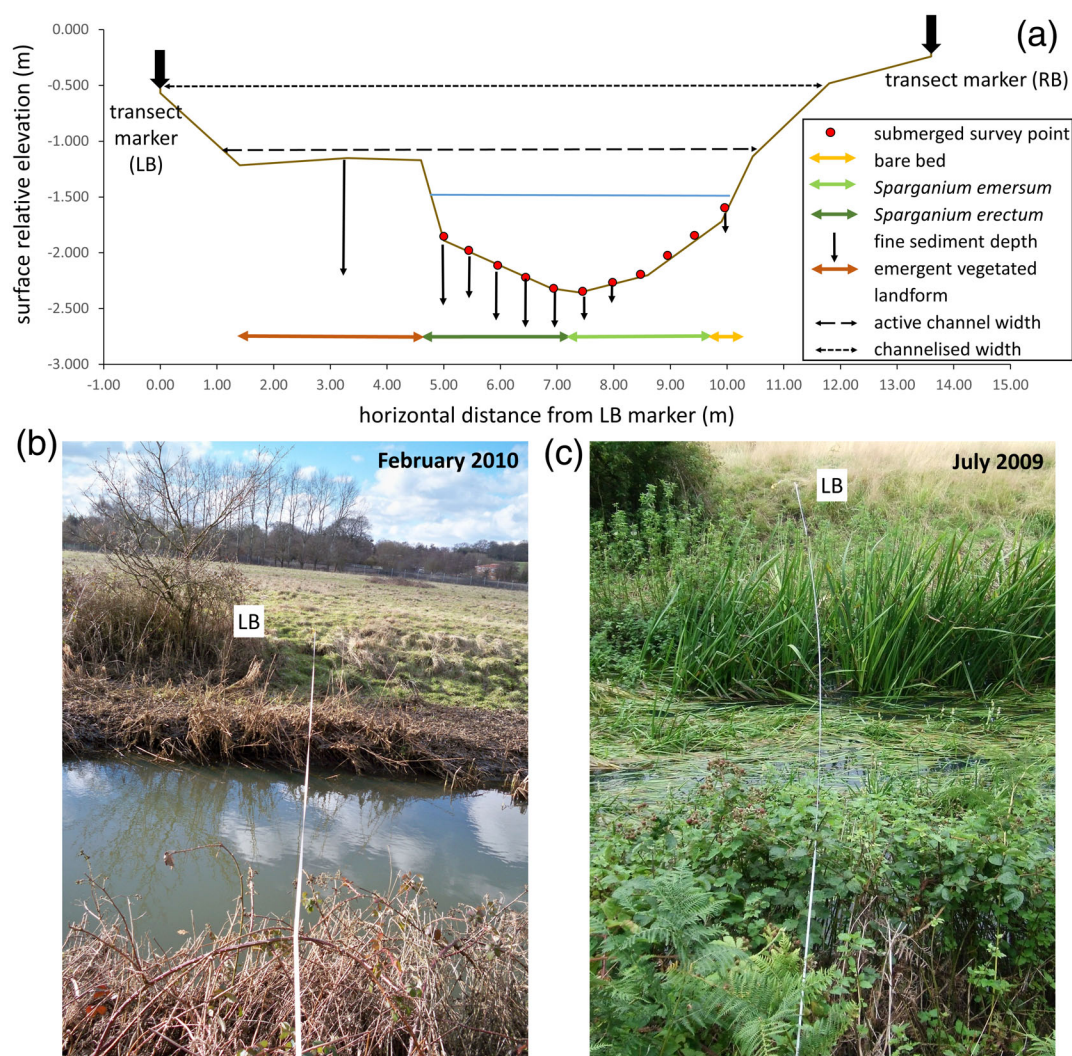 (a)
0.000
-0.500
-1.000
-1.500
-2.000
-2.500
-3.000
surface relative elevation (m)
transect
marker
(LB)
transect marker (RB)
submerged survey point
bare bed
Sparganium emersum
Sparganium erectum
fine sediment depth
emergent vegetated
landform
active channel width
channelised width
-1.00 0.00 1.00 2.00 3.00 4.00 5.00 6.00 7.00 8.00 9.00 10.00 11.00 12.00 13.00 14.00 15.00
horizontal distance from LB marker (m)
(b)
February 2010
LB
(c)
July 2009
LB